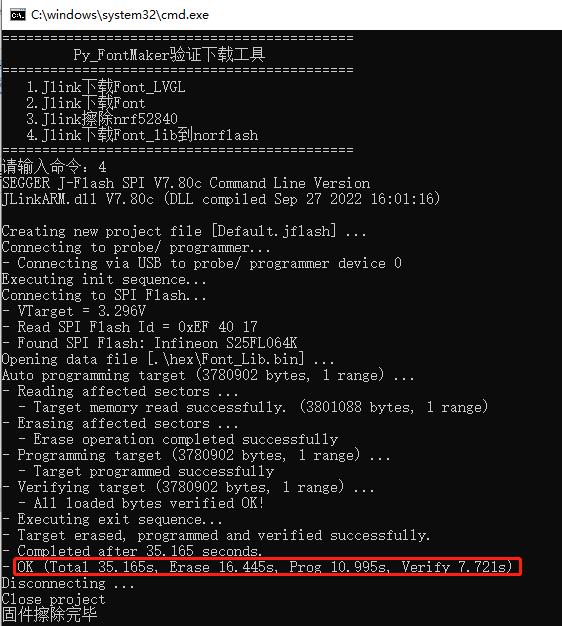 C:\windows\system32\cmd.exe
============================================
Py_FontMaker验证下载工具
============================================
1.Jlink下载Font_LVGL
2.Jlink下载Font
3.Jlink擦除nrf52840
4.Jlink下载Font_lib到norflash
============================================
请输入命令：4
SEGGER J-Flash SPI V7.80c Command Line Version
JLinkARM.dll V7.80c (DLL compiled Sep 27 2022 16:01:16)
Creating new project file [Default.jflash] ...
Connecting to probe/ programmer...
- Connecting via USB to probe/ programmer device 0
Executing init sequence...
Connecting to SPI Flash...
- VTarget = 3.296V
- Read SPI Flash Id = 0xEF 40 17
- Found SPI Flash: Infineon S25FL064K
Opening data file [.\hex\Font_Lib.bin] ...
Auto programming target (3780902 bytes, 1 range) ...
- Reading affected sectors ...
- Target memory read successfully. (3801088 bytes, 1 range)
- Erasing affected sectors ...
- Erase operation completed successfully
- Programming target (3780902 bytes, 1 range) ...
- Target programmed successfully
- Verifying target (3780902 bytes, 1 range) ...
- All loaded bytes verified OK!
- Executing exit sequence...
- Target erased, programmed and verified successfully.
- Completed after 35.165 seconds.
- OK (Total 35.165s, Erase 16.445s, Prog 10.995s, Verify 7.721s)
Disconnecting ...
Close project
固件擦除完毕